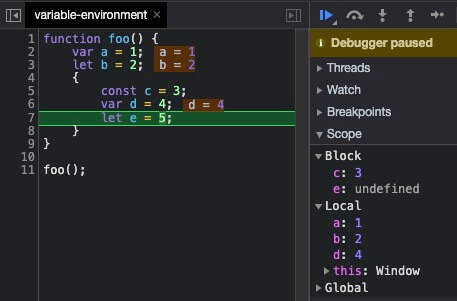 variable-environment ×
1 function foo() {
2 var a = 1; a = 1
3 let b = 2; b = 2
4 {
5 const c = 3;
6 var d = 4; d = 4
7 let e = 5;
8 }
9 }
10
11 foo();
Debugger paused
Threads
Watch
Breakpoints
Scope
Block
c: 3
e: undefined
Local
a: 1
b: 2
d: 4
this: Window
Global